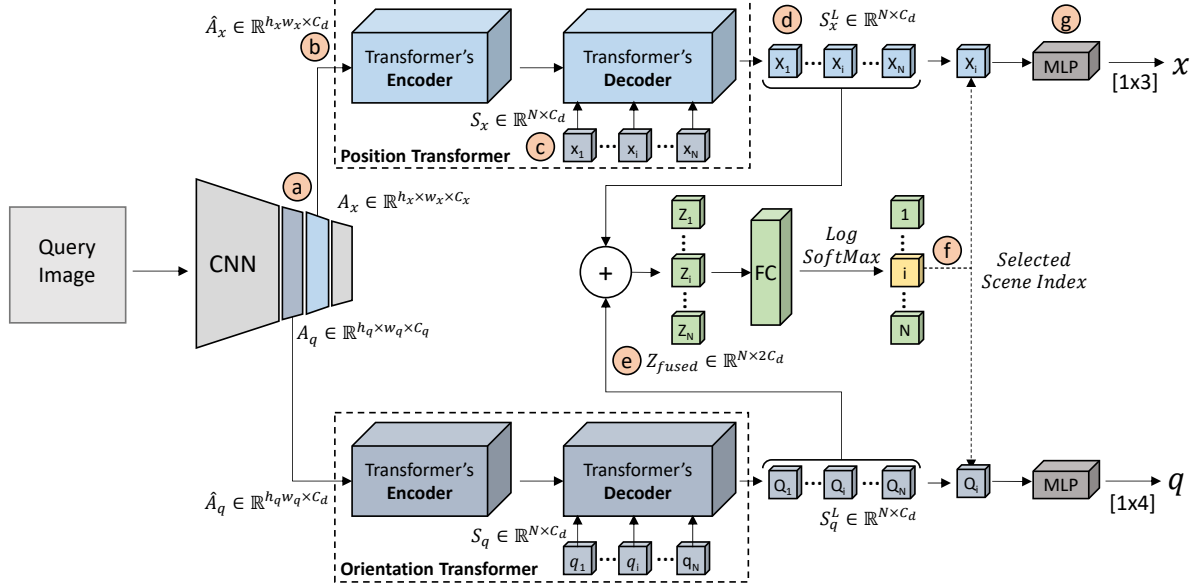 Â_x ∈ ℝ^{h_x w_x × C_d}
b
Transformer's
Encoder
Transformer's
Decoder
S_x ∈ ℝ^{N×C_d}
c
x_1 ... x_i ... x_N
Position Transformer
d
S_x^L ∈ ℝ^{N×C_d}
X_1 ... X_i ... X_N
X_i
g
MLP
x
[1x3]
a
A_x ∈ ℝ^{h_x×w_x×C_x}
Query
Image
CNN
A_q ∈ ℝ^{h_q×w_q×C_q}
+
Z_1
Z_i
Z_N
FC
Log
SoftMax
1
i
N
f
Selected
Scene Index
e
Z_{fused} ∈ ℝ^{N×2C_d}
Â_q ∈ ℝ^{h_q w_q × C_d}
Transformer's
Encoder
Transformer's
Decoder
S_q ∈ ℝ^{N×C_d}
q_1 ... q_i ... q_N
Orientation Transformer
Q_1 ... Q_i ... Q_N
S_q^L ∈ ℝ^{N×C_d}
Q_i
MLP
q
[1x4]